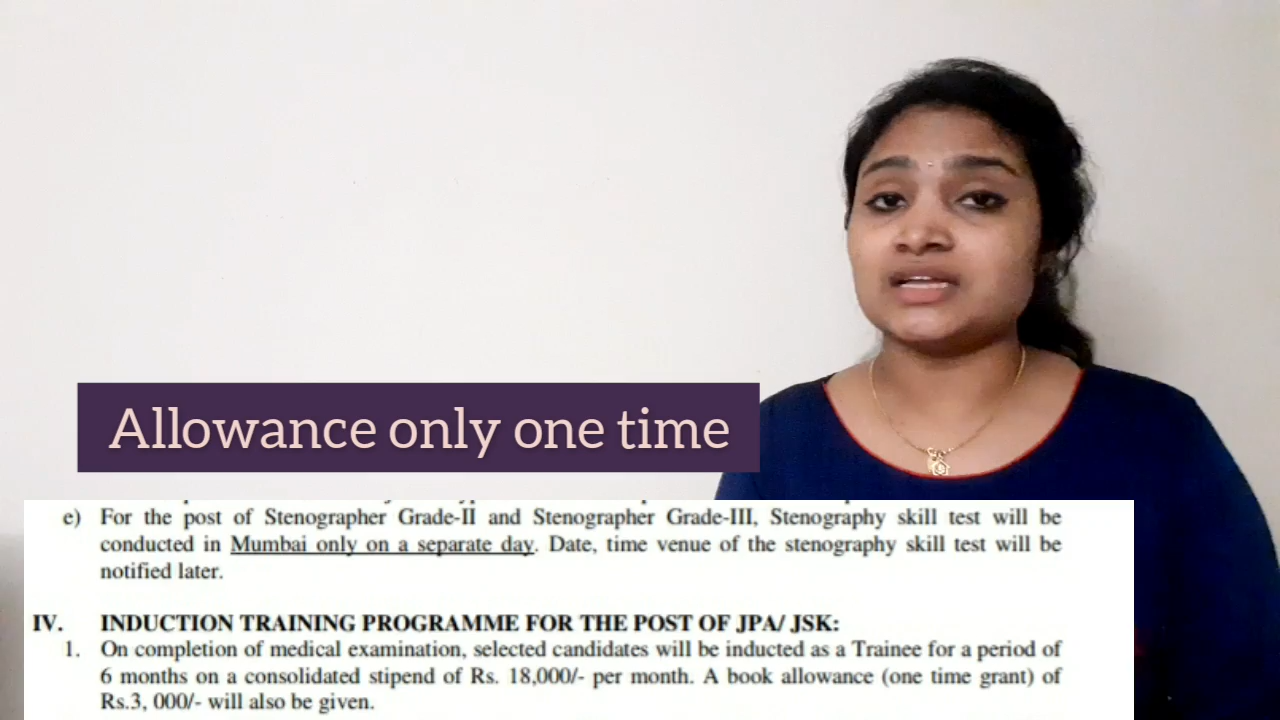 Allowance only one time
e) For the post of Stenographer Grade-II and Stenographer Grade-III, Stenography skill test will be
conducted in Mumbai only on a separate day. Date, time venue of the stenography skill test will be
notified later.
IV. INDUCTION TRAINING PROGRAMME FOR THE POST OF JPA/ JSK:
1. On completion of medical examination, selected candidates will be inducted as a Trainee for a period of
6 months on a consolidated stipend of Rs. 18,000/- per month. A book allowance (one time grant) of
Rs.3, 000/- will also be given.